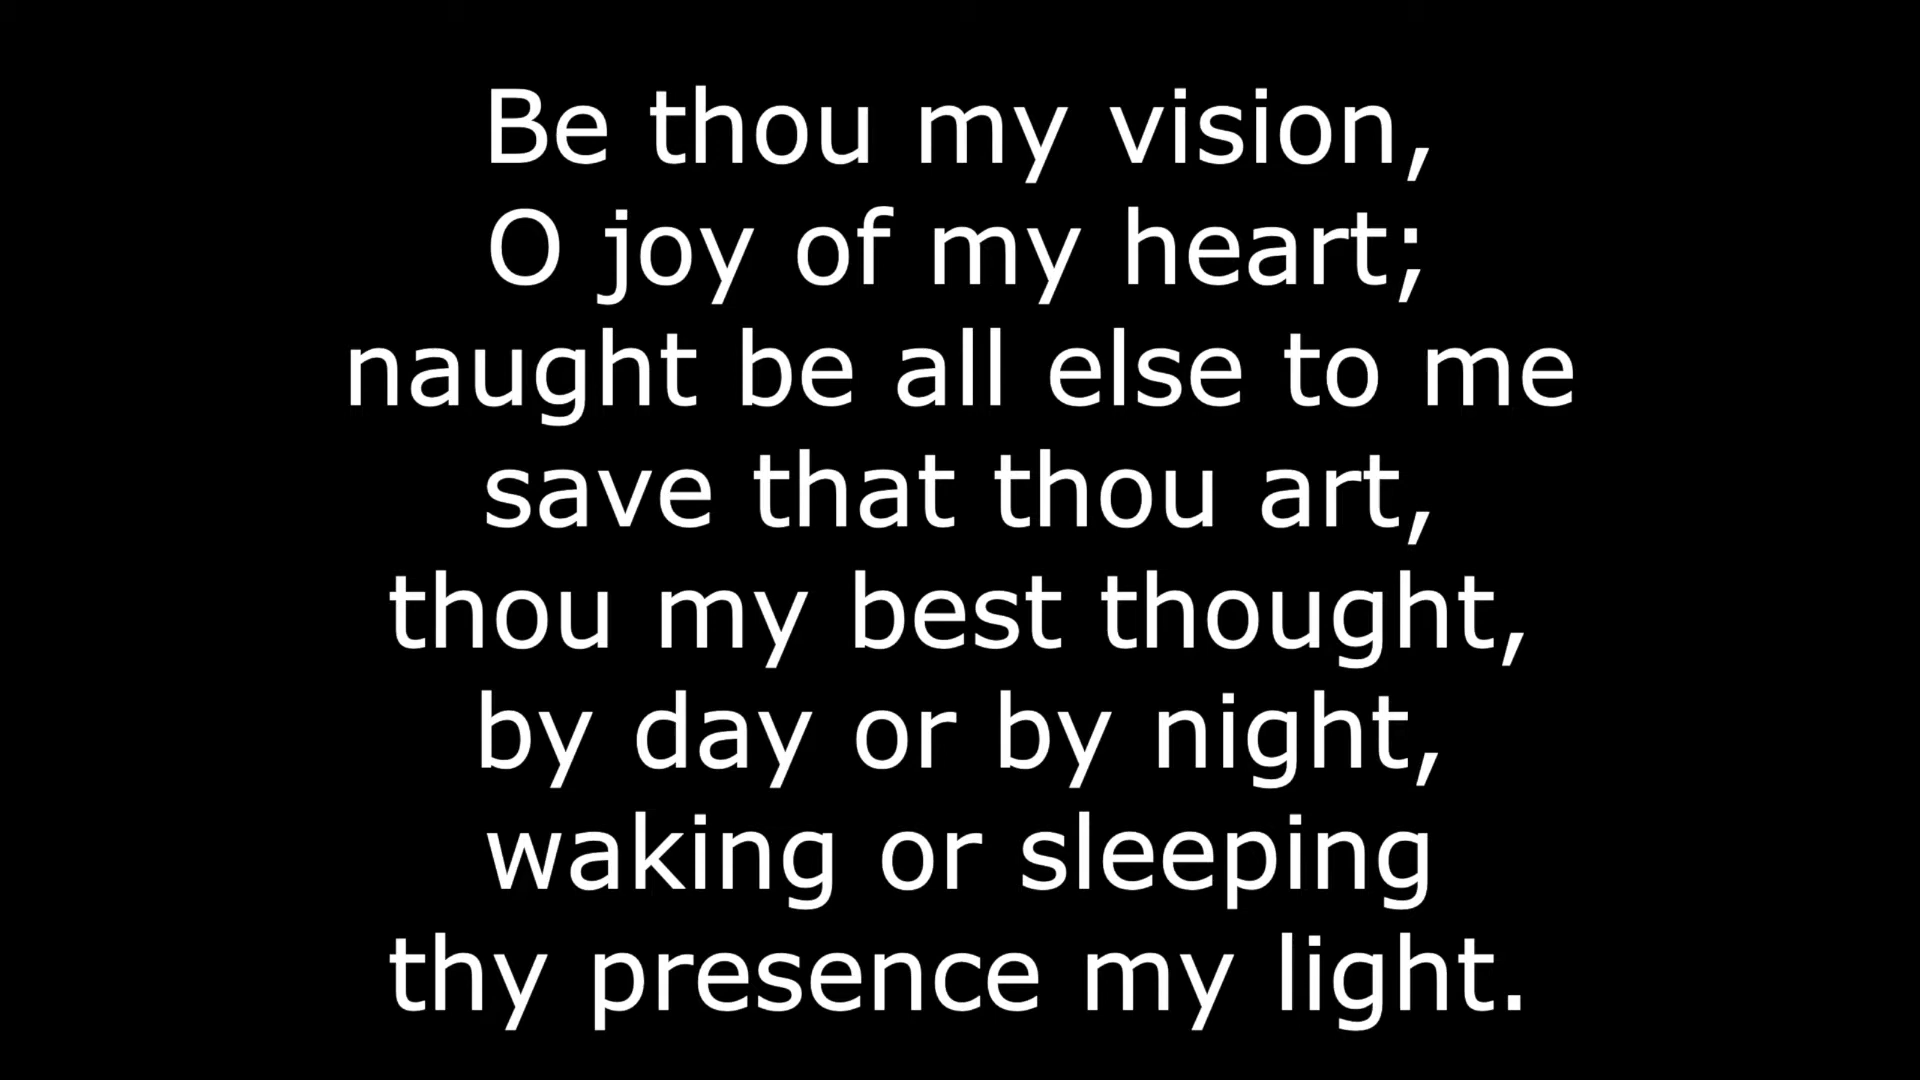 Be thou my vision,
O joy of my heart;
naught be all else to me
save that thou art,
thou my best thought,
by day or by night,
waking or sleeping
thy presence my light.